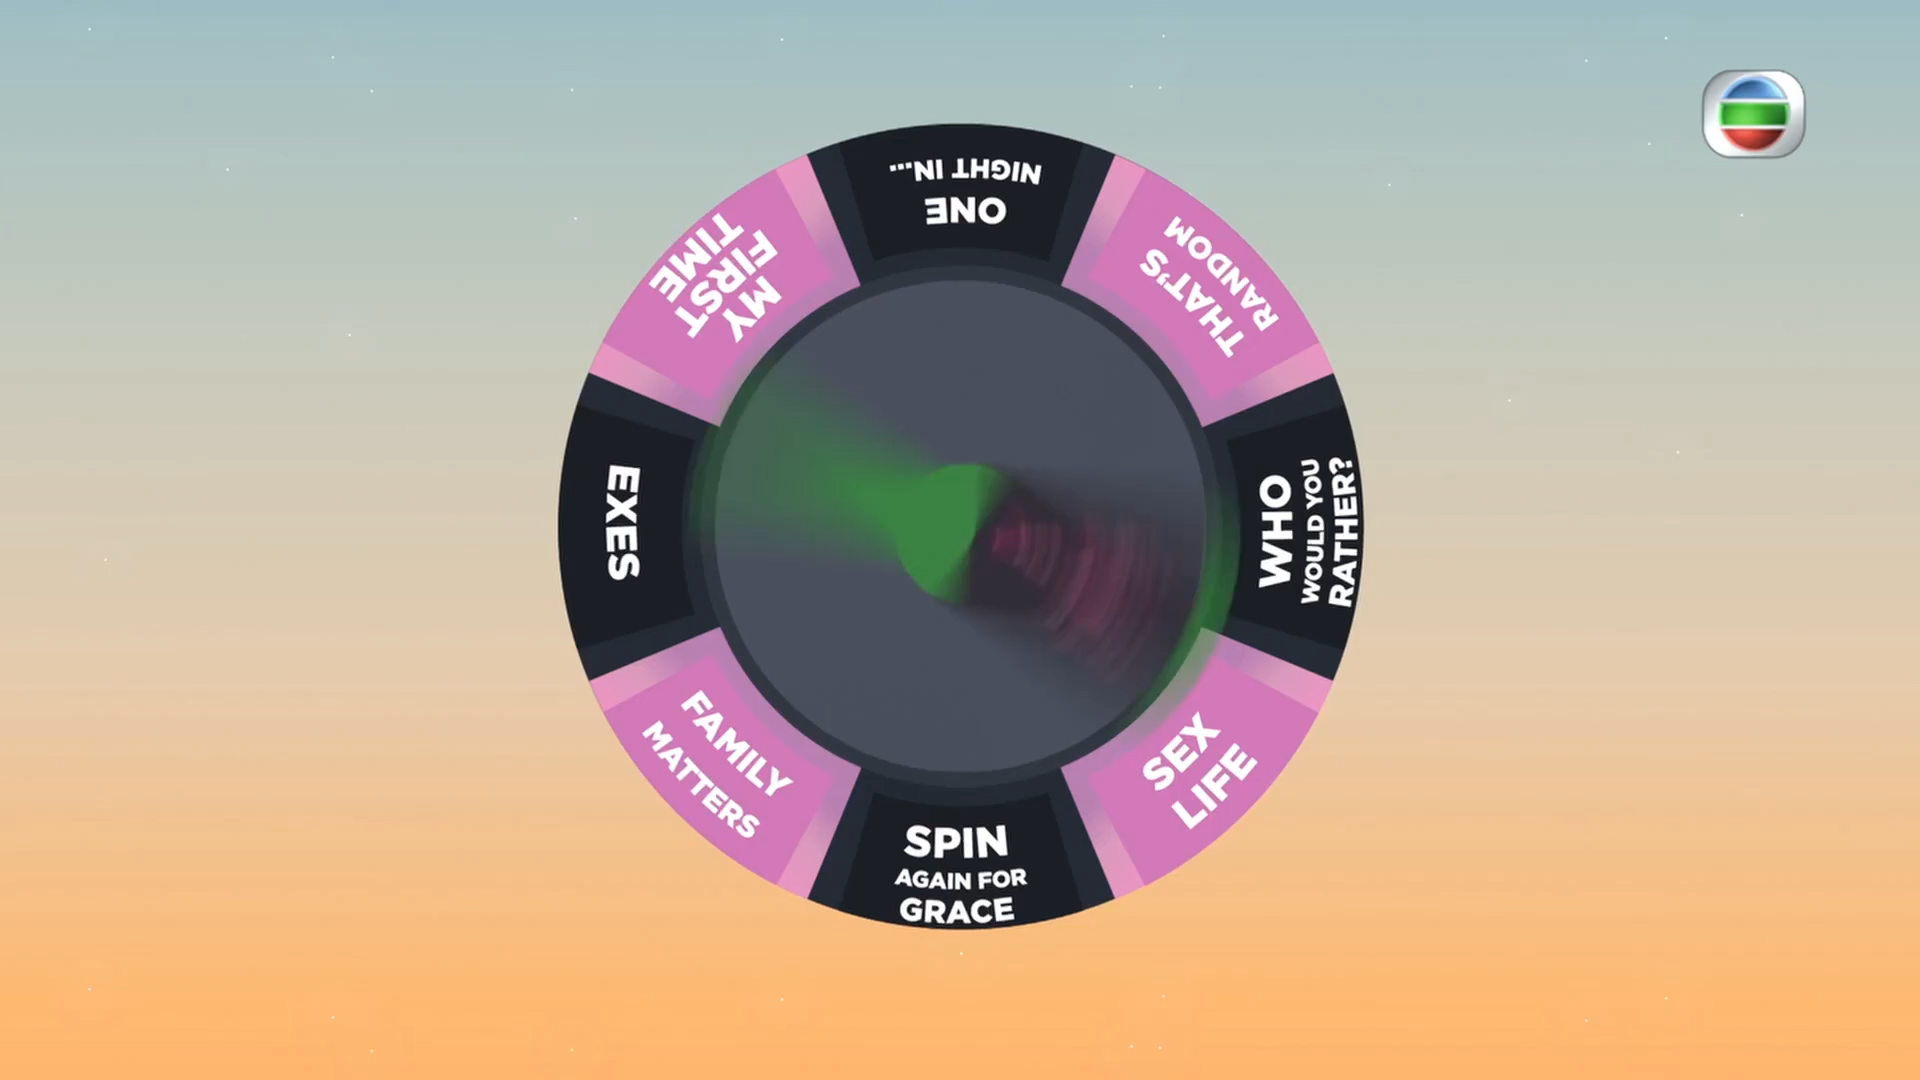 ONE
NIGHT IN...
THAT'S
RANDOM
WHO
WOULD YOU
RATHER?
SEX
LIFE
SPIN
AGAIN FOR
GRACE
FAMILY
MATTERS
EXES
MY
FIRST
TIME